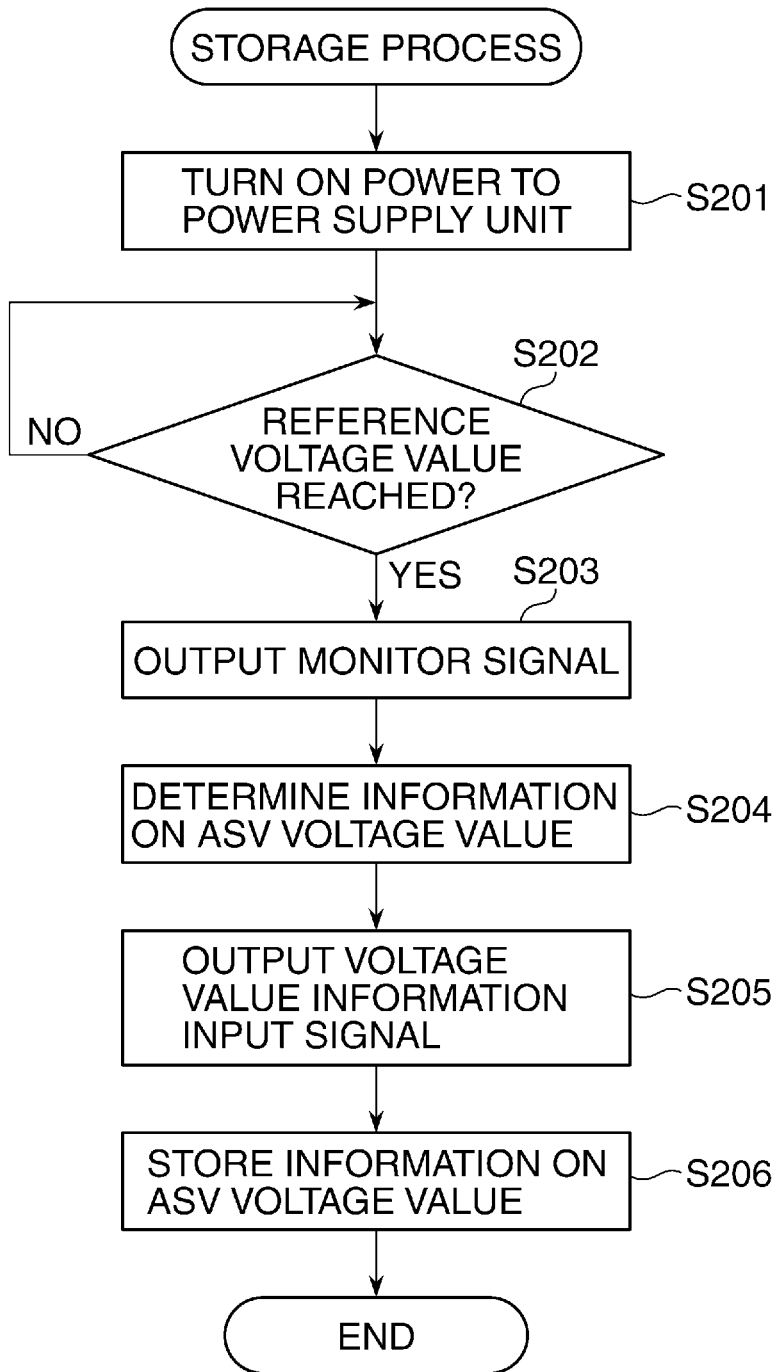 STORAGE PROCESS
TURN ON POWER TO
POWER SUPPLY UNIT
S201
S202
REFERENCE
VOLTAGE VALUE
REACHED?
NO
YES
S203
OUTPUT MONITOR SIGNAL
DETERMINE INFORMATION
ON ASV VOLTAGE VALUE
S204
OUTPUT VOLTAGE
VALUE INFORMATION
INPUT SIGNAL
S205
STORE INFORMATION ON
ASV VOLTAGE VALUE
S206
END